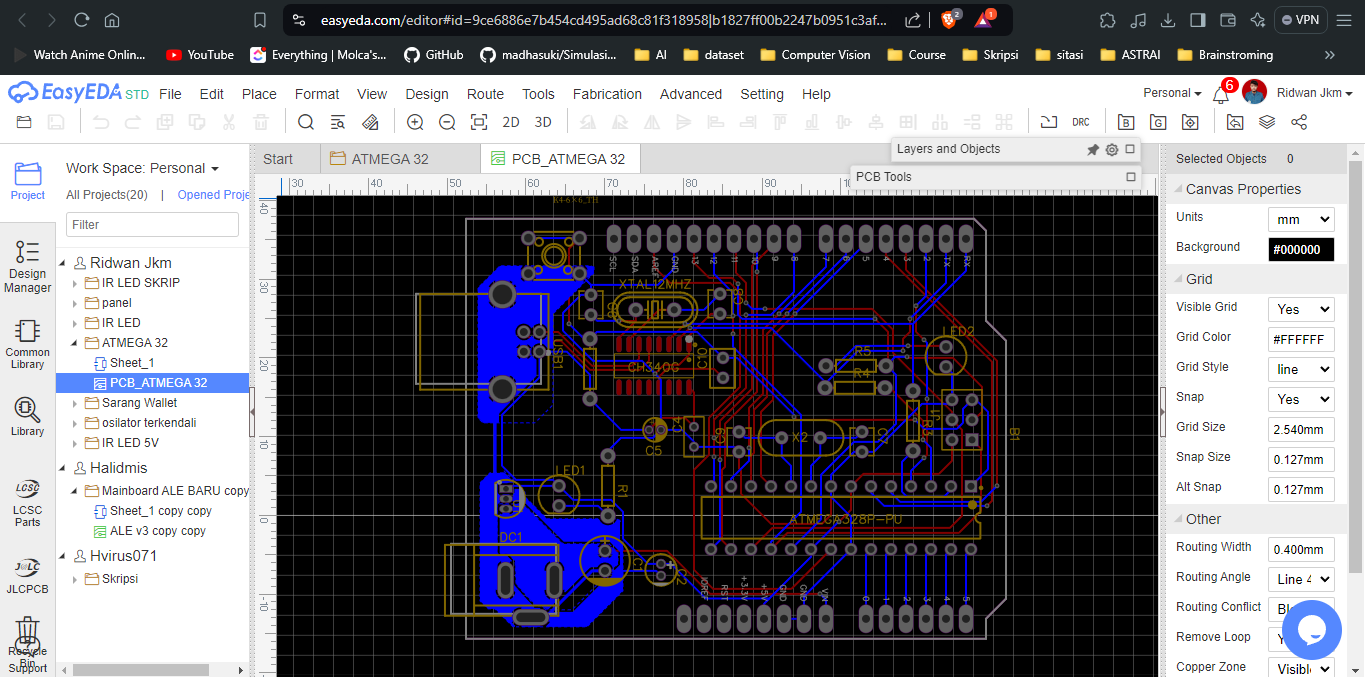 easyeda.com/editor#id=9ce6886e7b454cd495ad68c81f318958|b1827ff00b2247b0951c3af...
2
1
VPN
Watch Anime Online...
YouTube
Everything | Molca's...
GitHub
madhasuki/Simulasi...
AI
dataset
Computer Vision
Course
Skripsi
sitasi
ASTRAI
Brainstroming
»
EasyEDA STD
File
Edit
Place
Format
View
Design
Route
Tools
Fabrication
Advanced
Setting
Help
Personal
6
Ridwan Jkm
2D
3D
DRC
B
G
Project
Design Manager
Common Library
Library
LCSC
LCSC Parts
JLCPCB
Recycle Bin
Support
Work Space: Personal
All Projects(20) | Opened Proje
Filter
Ridwan Jkm
IR LED SKRIP
panel
IR LED
ATMEGA 32
Sheet_1
PCB_ATMEGA 32
Sarang Wallet
osilator terkendali
IR LED 5V
Halidmis
Mainboard ALE BARU copy
Sheet_1 copy copy
ALE v3 copy copy
Hvirus071
Skripsi
Start
ATMEGA 32
PCB_ATMEGA 32
Layers and Objects
PCB Tools
30
40
50
60
70
80
90
40
30
20
10
0
-10
SCL
SDA
AREF
GND
13
12
11
10
9
8
7
6
5
4
3
2
TX
RX
XTAL12MHZ
USB1
CH340G
LED2
R5
R4
R3
J1
B1
C4
C5
C9
X2
C7
LED1
R1
ATMEGA328P-PU
DC1
C1
C2
IOREF
RST
+3.3V
+5V
GND
GND
VIN
0
1
2
3
4
5
Selected Objects 0
Canvas Properties
Units mm
Background #000000
Grid
Visible Grid Yes
Grid Color #FFFFFF
Grid Style line
Snap Yes
Grid Size 2.540mm
Snap Size 0.127mm
Alt Snap 0.127mm
Other
Routing Width 0.400mm
Routing Angle Line 4
Routing Conflict Bl
Remove Loop Y
Copper Zone Visibl